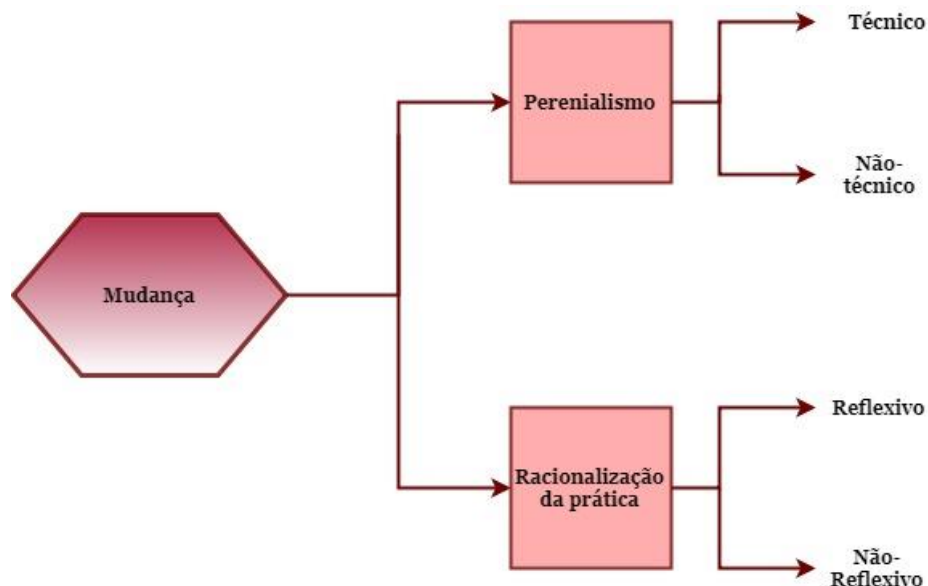 Técnico
Perenialismo
Não-
técnico
Mudança
Reflexivo
Racionalização
da prática
Não-
Reflexivo